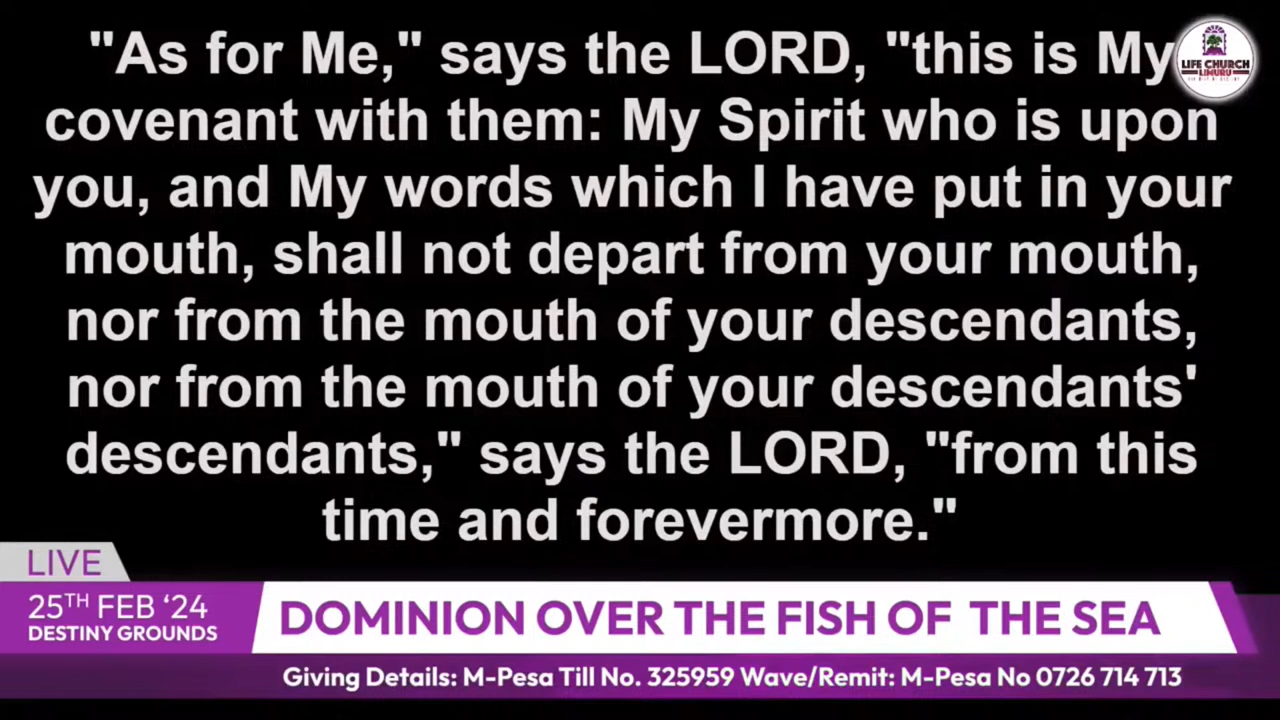 "As for Me," says the LORD, "this is My
covenant with them: My Spirit who is upon
you, and My words which I have put in your
mouth, shall not depart from your mouth,
nor from the mouth of your descendants,
nor from the mouth of your descendants'
descendants," says the LORD, "from this
time and forevermore."
LIFE CHURCH
LIMURU
LIVE
25TH FEB ‘24
DESTINY GROUNDS
DOMINION OVER THE FISH OF THE SEA
Giving Details: M-Pesa Till No. 325959 Wave/Remit: M-Pesa No 0726 714 713